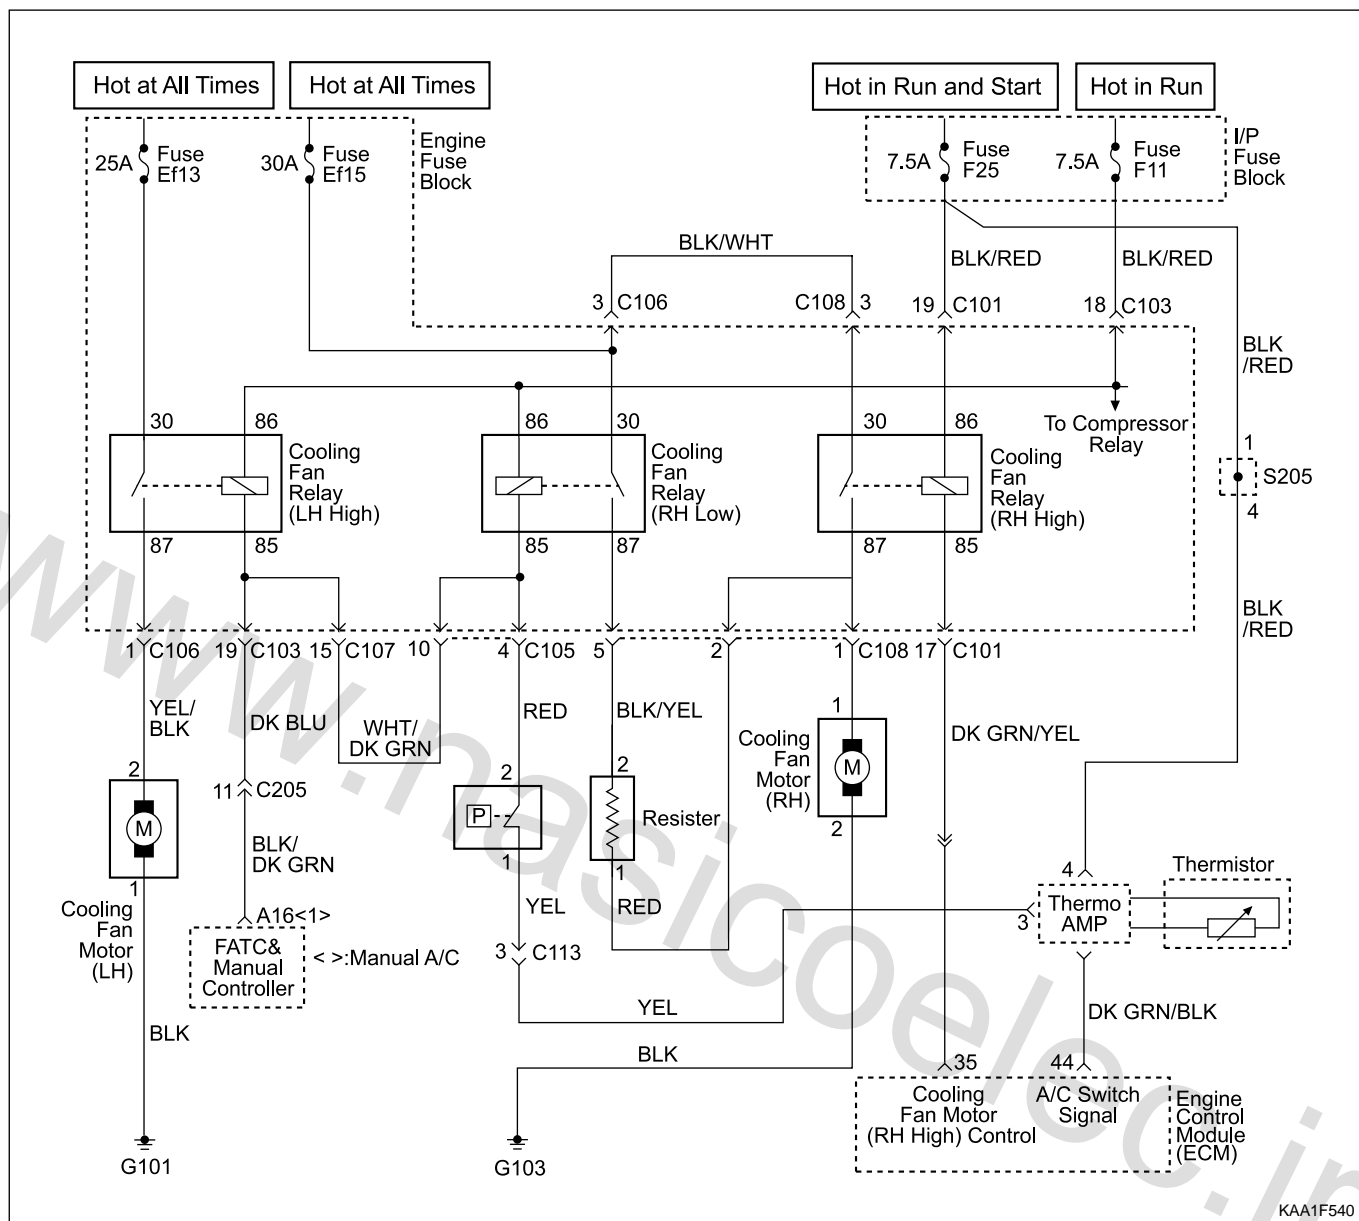 Hot at All Times
Hot at All Times
Hot in Run and Start
Hot in Run
25A
Fuse
Ef13
30A
Fuse
Ef15
Engine
Fuse
Block
7.5A
Fuse
F25
7.5A
Fuse
F11
I/P
Fuse
Block
BLK/WHT
BLK/RED
BLK/RED
3 C106
C108 3
19 C101
18 C103
BLK
/RED
30
86
86
30
30
86
To Compressor
Relay
Cooling
Fan
Relay
(LH High)
Cooling
Fan
Relay
(RH Low)
Cooling
Fan
Relay
(RH High)
1
S205
4
87
85
85
87
87
85
BLK
/RED
1 C106
19 C103
15 C107
10
4 C105
5
2
1 C108
17 C101
YEL/
BLK
DK BLU
WHT/
DK GRN
RED
BLK/YEL
1
Cooling
Fan
Motor
(RH)
M
2
DK GRN/YEL
2
M
1
Cooling
Fan
Motor
(LH)
11 C205
BLK/
DK GRN
2
P
1
2
Resister
1
YEL
RED
A16<1>
FATC&
Manual
Controller
< >:Manual A/C
3 C113
4
Thermo
AMP
3
Thermistor
YEL
DK GRN/BLK
BLK
BLK
35
44
Cooling
Fan Motor
(RH High) Control
A/C Switch
Signal
Engine
Control
Module
(ECM)
G101
G103
www.nasicoelec.ir
KAA1F540